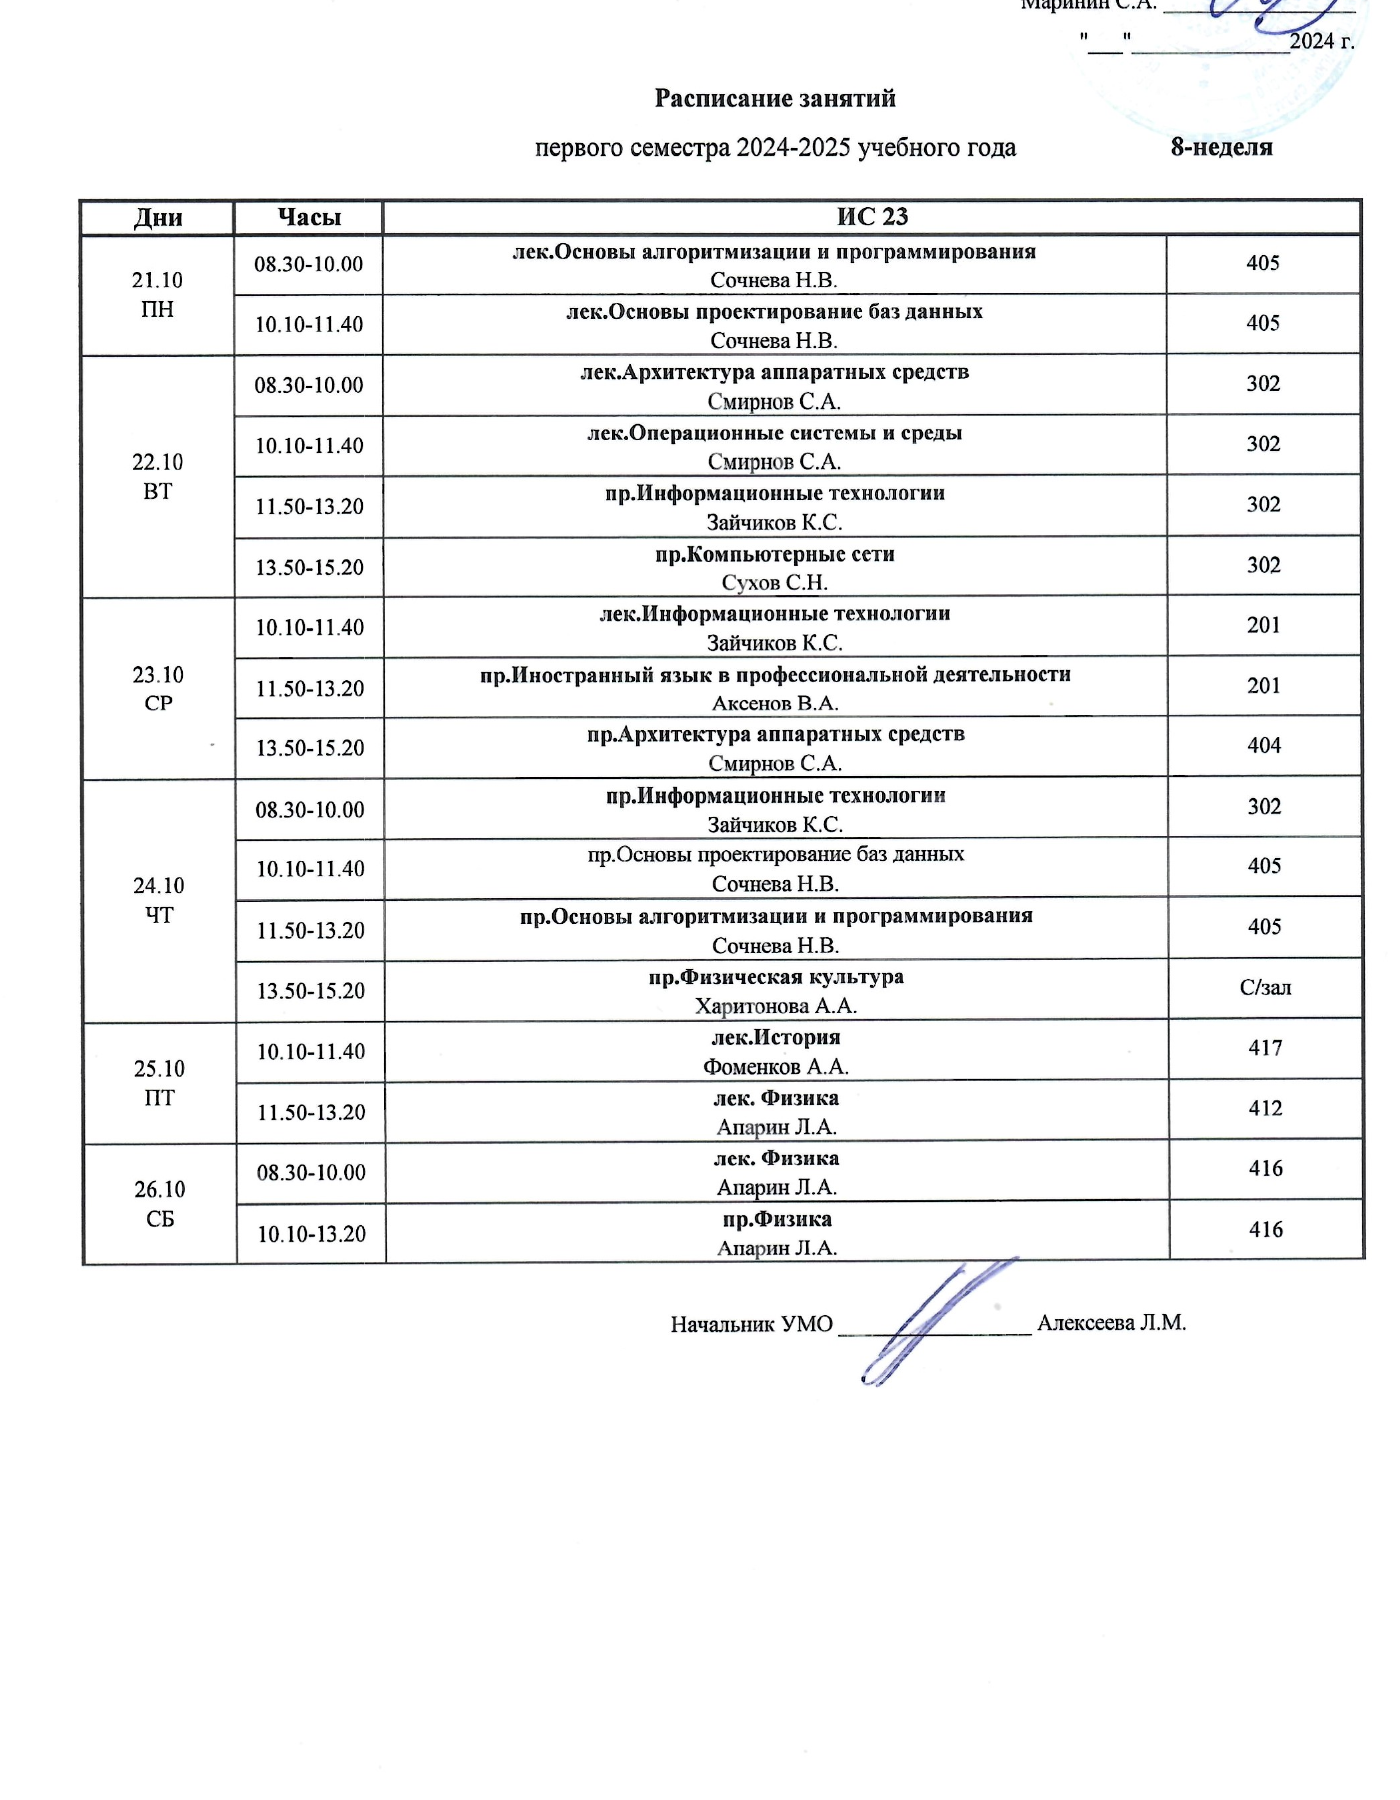 Маринин С.А.
"___"______________2024 г.
Расписание занятий
первого семестра 2024-2025 учебного года 8-неделя
Дни Часы ИС 23
21.10
ПН
08.30-10.00
лек.Основы алгоритмизации и программирования
Сочнева Н.В.
405
10.10-11.40
лек.Основы проектирование баз данных
Сочнева Н.В.
405
22.10
ВТ
08.30-10.00
лек.Архитектура аппаратных средств
Смирнов С.А.
302
10.10-11.40
лек.Операционные системы и среды
Смирнов С.А.
302
11.50-13.20
пр.Информационные технологии
Зайчиков К.С.
302
13.50-15.20
пр.Компьютерные сети
Сухов С.Н.
302
23.10
СР
10.10-11.40
лек.Информационные технологии
Зайчиков К.С.
201
11.50-13.20
пр.Иностранный язык в профессиональной деятельности
Аксенов В.А.
201
13.50-15.20
пр.Архитектура аппаратных средств
Смирнов С.А.
404
24.10
ЧТ
08.30-10.00
пр.Информационные технологии
Зайчиков К.С.
302
10.10-11.40
пр.Основы проектирование баз данных
Сочнева Н.В.
405
11.50-13.20
пр.Основы алгоритмизации и программирования
Сочнева Н.В.
405
13.50-15.20
пр.Физическая культура
Харитонова А.А.
С/зал
25.10
ПТ
10.10-11.40
лек.История
Фоменков А.А.
417
11.50-13.20
лек. Физика
Апарин Л.А.
412
26.10
СБ
08.30-10.00
лек. Физика
Апарин Л.А.
416
10.10-13.20
пр.Физика
Апарин Л.А.
416
Начальник УМО _________________ Алексеева Л.М.